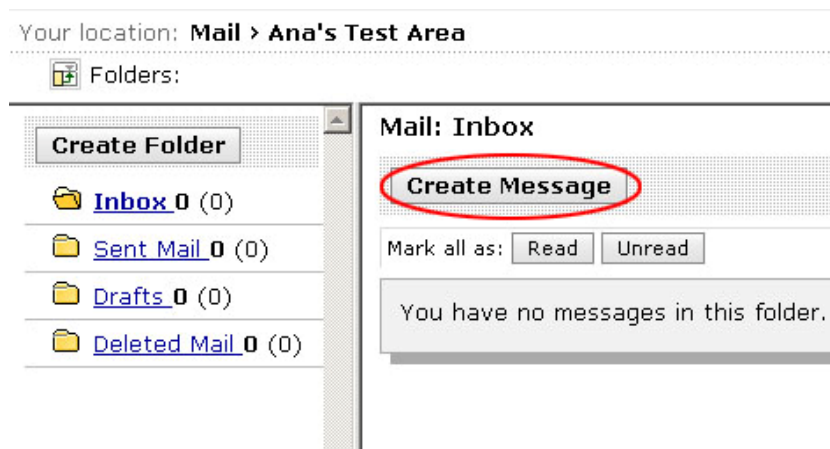 Your location: Mail > Ana's Test Area
Folders:
Create Folder
Inbox 0 (0)
Sent Mail 0 (0)
Drafts 0 (0)
Deleted Mail 0 (0)
Mail: Inbox
Create Message
Mark all as: Read Unread
You have no messages in this folder.